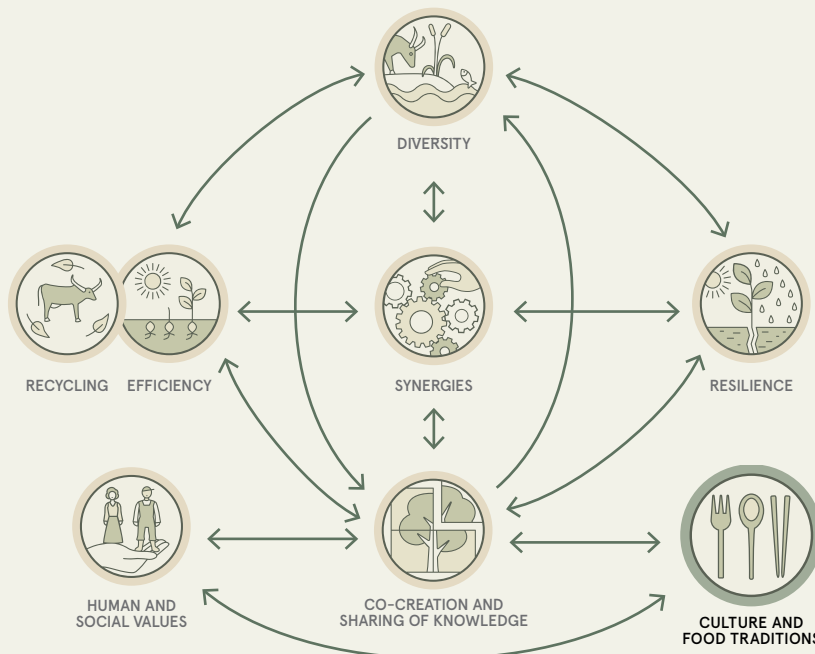 DIVERSITY
RECYCLING
EFFICIENCY
SYNERGIES
RESILIENCE
HUMAN AND
SOCIAL VALUES
CO-CREATION AND
SHARING OF KNOWLEDGE
CULTURE AND
FOOD TRADITIONS